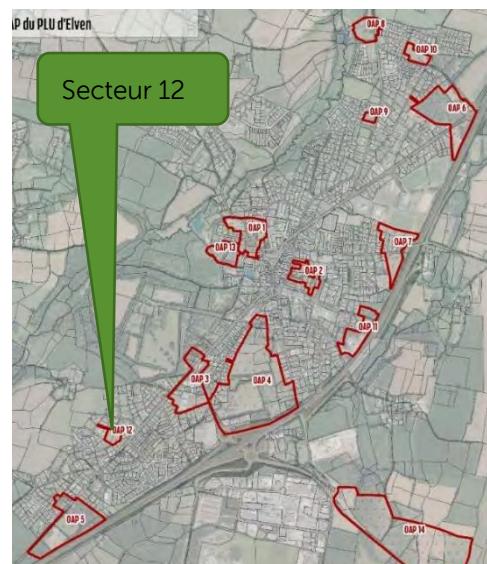 AP du PLU d'Elven
Secteur 12
OAP 8
OAP 10
OAP 6
OAP 9
OAP 1
OAP 7
OAP 13
OAP 2
OAP 11
OAP 3
OAP 4
OAP 12
OAP 5
OAP 14